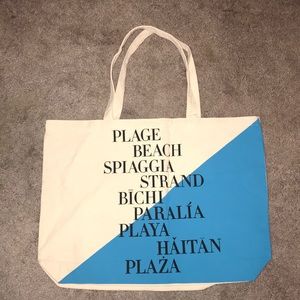 PLAGE
BEACH
SPIAGGIA
STRAND
BĪCHI
PARALÍA
PLAYA
HǍITĀN
PLAŻA